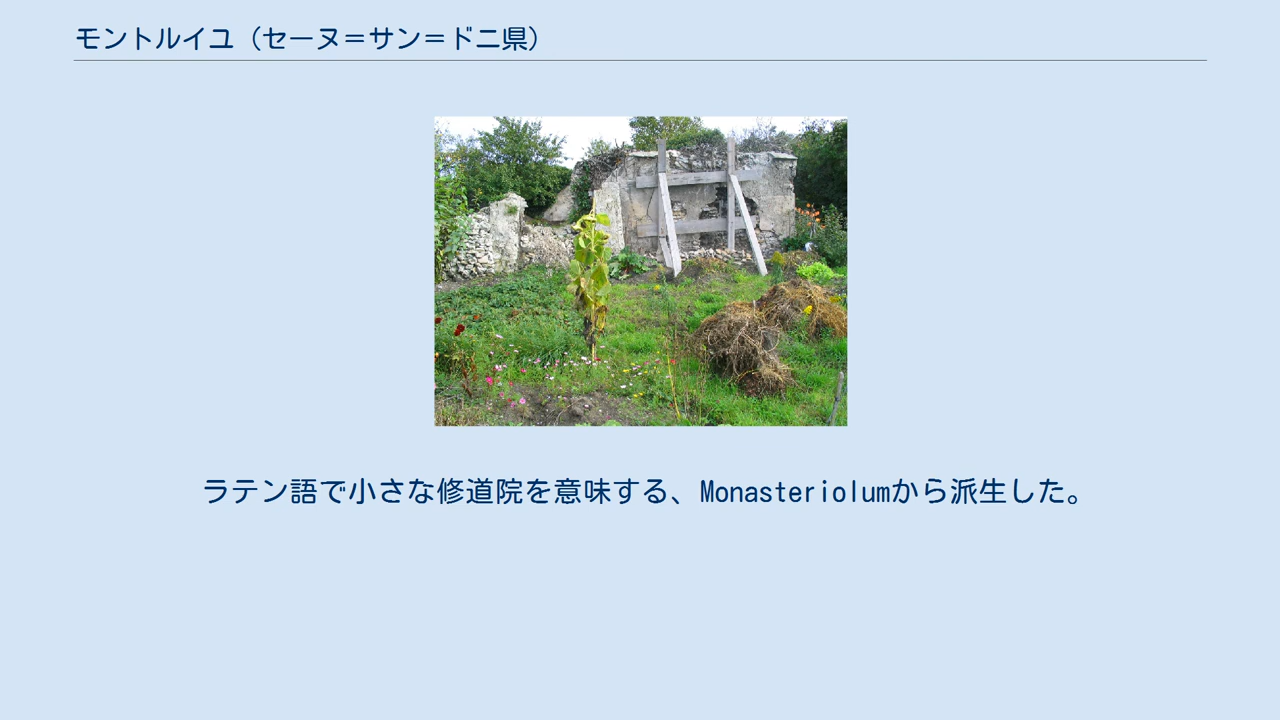 モントルイユ（セーヌ＝サン＝ドニ県）
ラテン語で小さな修道院を意味する、Monasteriolumから派生した。